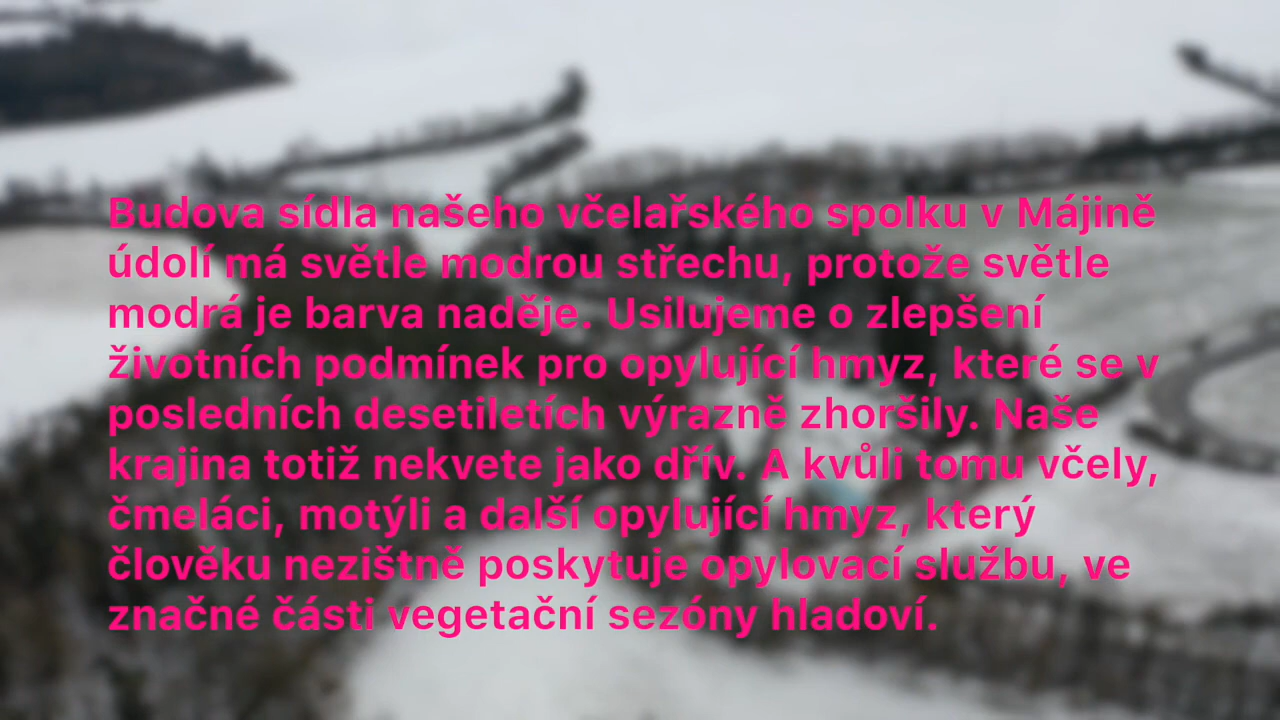 Budova sídla našeho včelařského spolku v Májině
údolí má světle modrou střechu, protože světle
modrá je barva naděje. Usilujeme o zlepšení
životních podmínek pro opylující hmyz, které se v
posledních desetiletích výrazně zhoršily. Naše
krajina totiž nekvete jako dřív. A kvůli tomu včely,
čmeláci, motýli a další opylující hmyz, který
člověku nezištně poskytuje opylovací službu, ve
značné části vegetační sezóny hladoví.